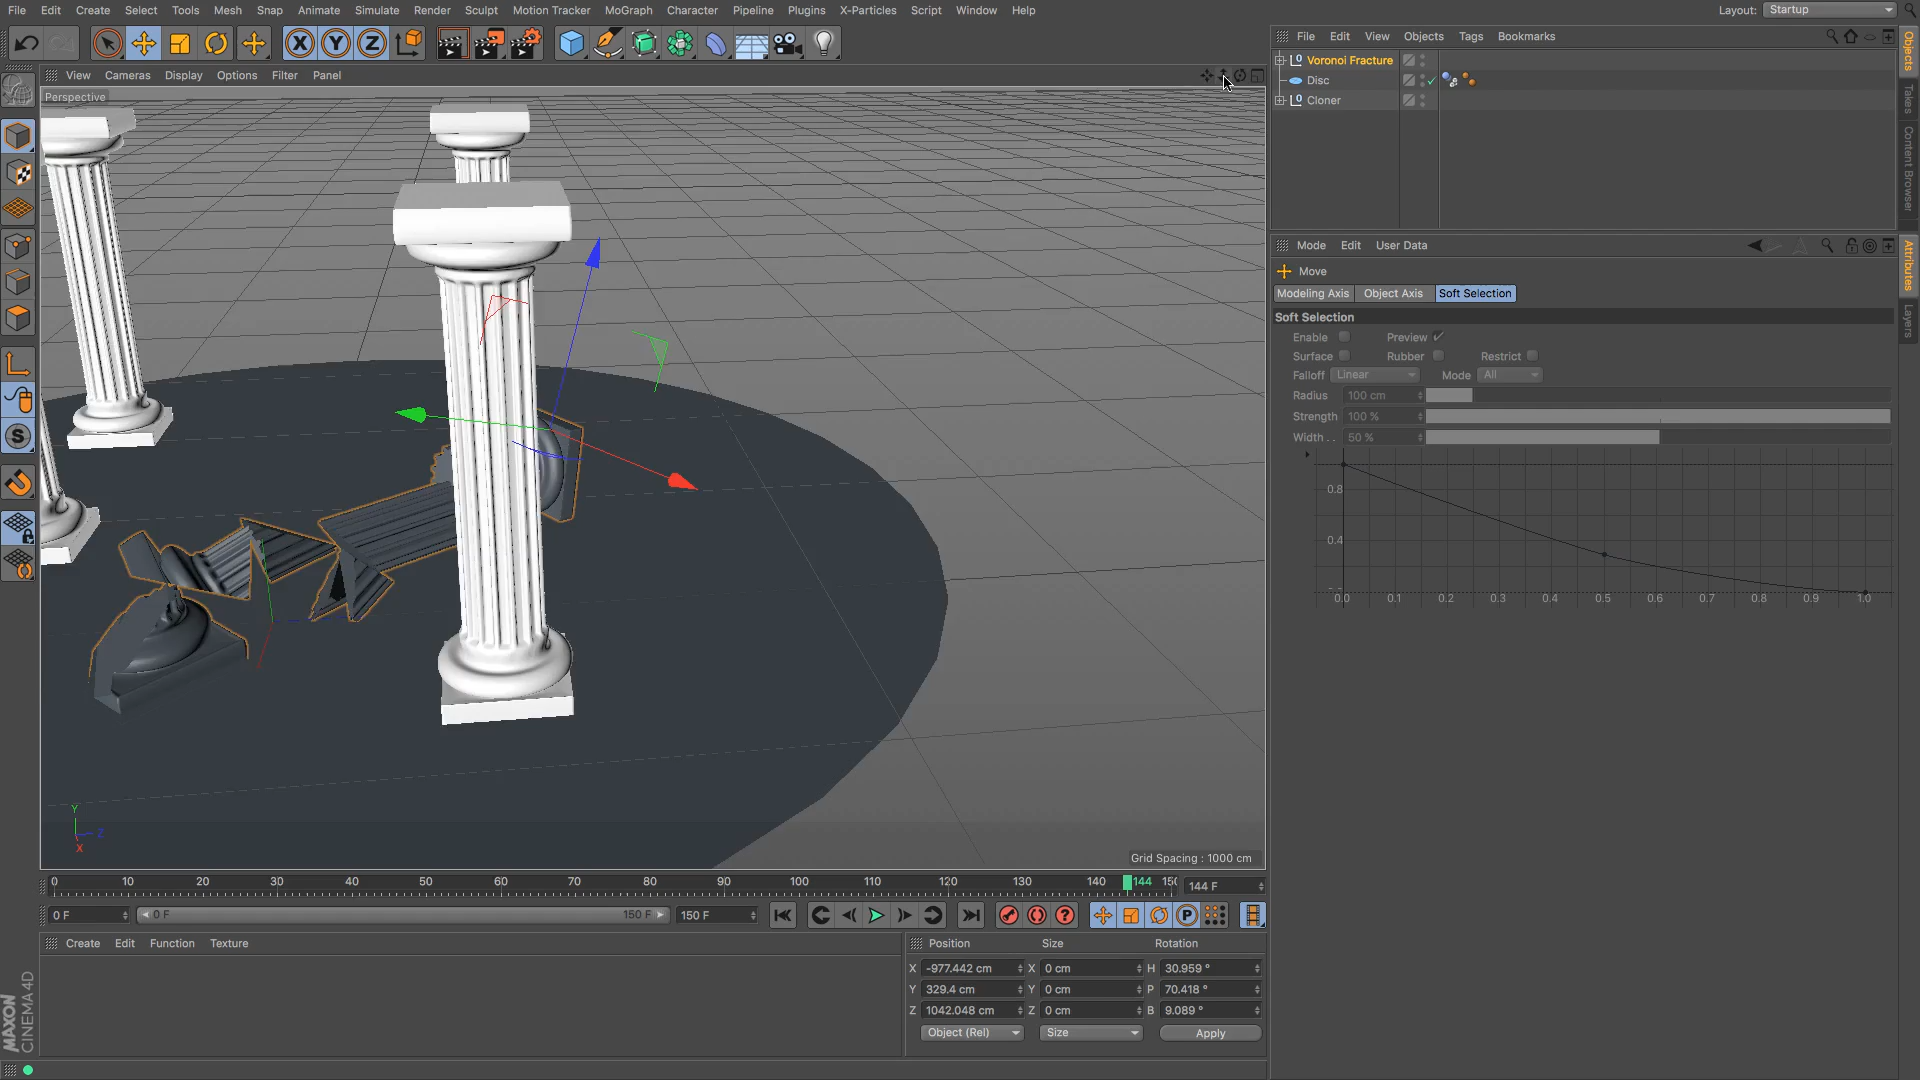 File Edit Create Select Tools Mesh Snap Animate Simulate Render Sculpt Motion Tracker MoGraph Character Pipeline Plugins X-Particles Script Window Help Layout: Startup
File Edit View Objects Tags Bookmarks
View Cameras Display Options Filter Panel
Perspective
Voronoi Fracture
Disc
Cloner
Objects
Takes
Content Browser
Mode Edit User Data
Move
Modeling Axis Object Axis Soft Selection
Soft Selection
Enable Preview
Surface Rubber Restrict
Falloff Linear Mode All
Radius 100 cm
Strength 100 %
Width . . 50 %
0.8
0.4
0.0 0.1 0.2 0.3 0.4 0.5 0.6 0.7 0.8 0.9 1.0
Attributes
Layers
Y
Z
X
Grid Spacing : 1000 cm
0 10 20 30 40 50 60 70 80 90 100 110 120 130 140 144 150 144 F
0 F 0 F 150 F 150 F
Create Edit Function Texture
Position Size Rotation
X -977.442 cm X 0 cm H 30.959 °
Y 329.4 cm Y 0 cm P 70.418 °
Z 1042.048 cm Z 0 cm B 9.089 °
Object (Rel) Size Apply
MAXON
CINEMA 4D